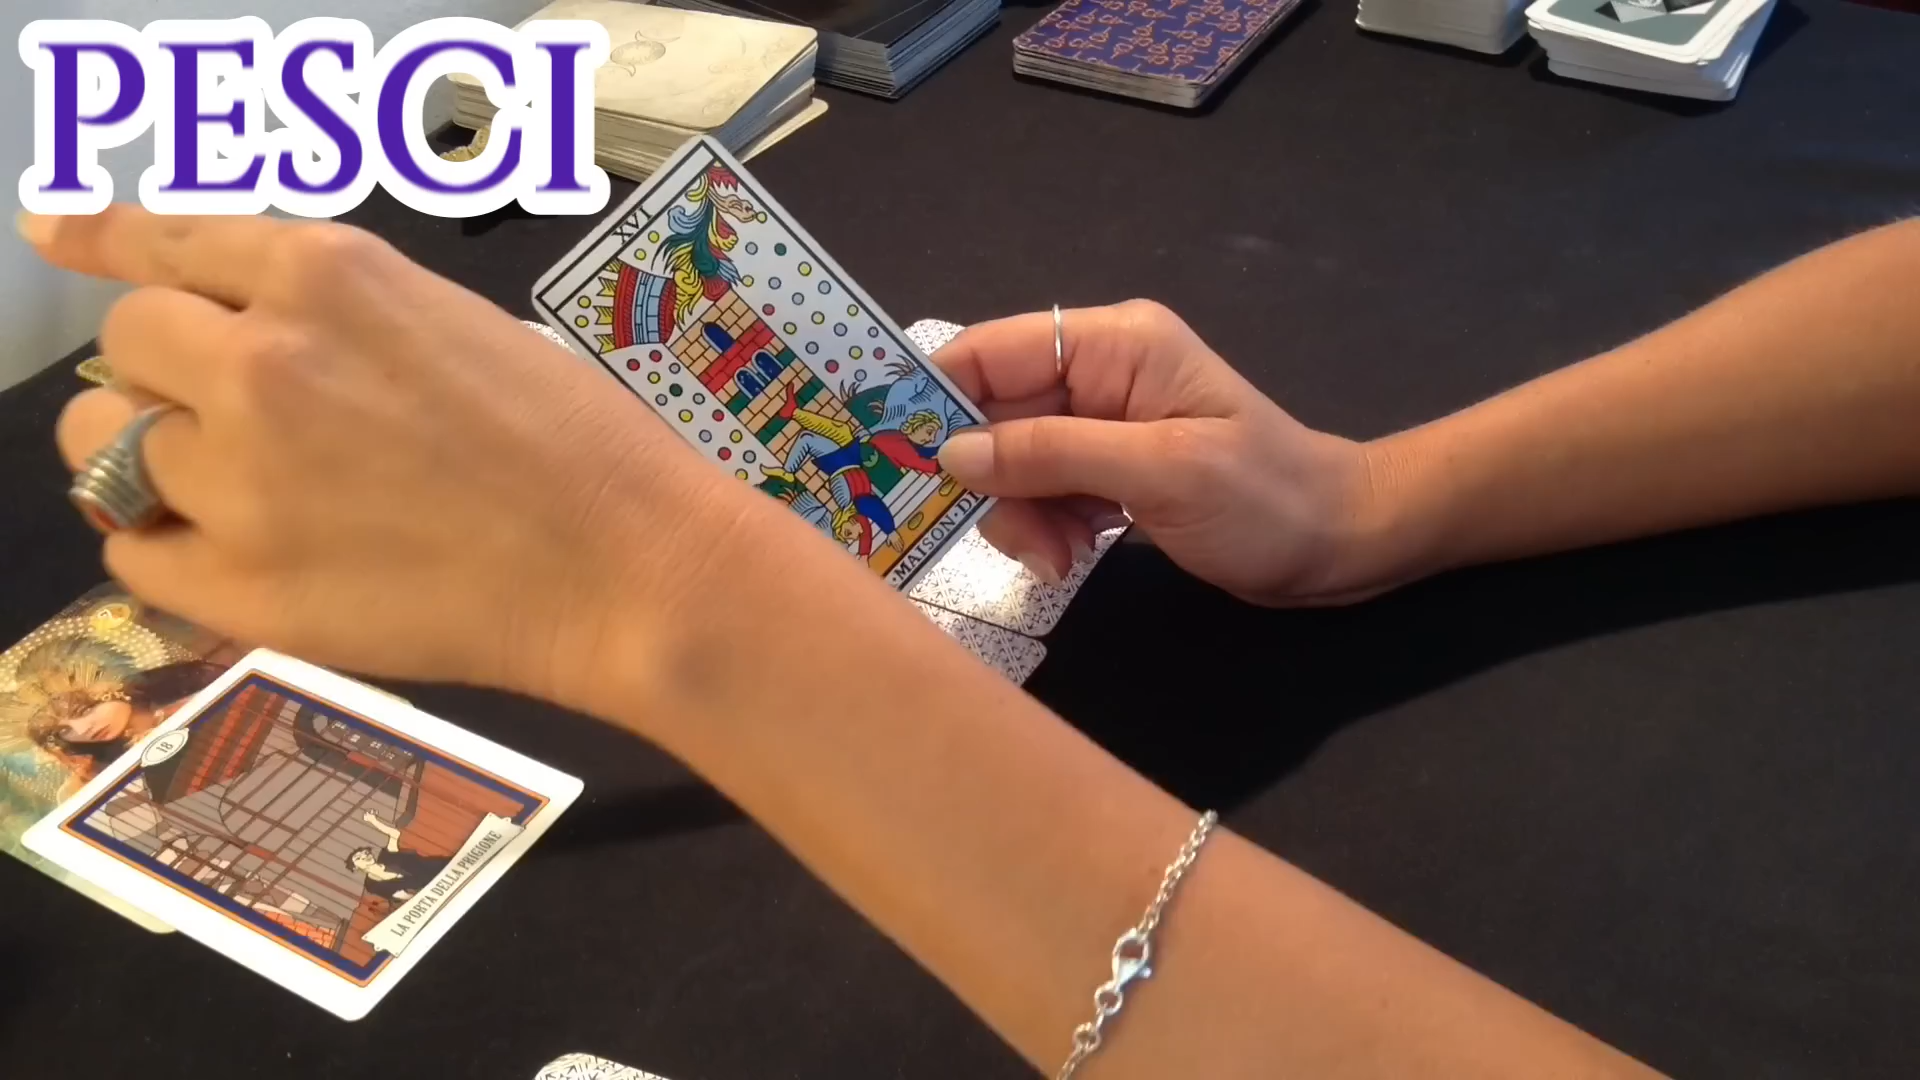 PESCI
XVI
·MAISON·DI
18
LA PORTA DELLA PRIGIONE